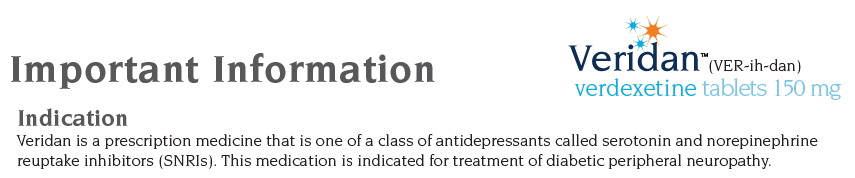 Important Information
Veridan™ (VER-ih-dan)
verdexetine tablets 150 mg
Indication
Veridan is a prescription medicine that is one of a class of antidepressants called serotonin and norepinephrine
reuptake inhibitors (SNRIs). This medication is indicated for treatment of diabetic peripheral neuropathy.